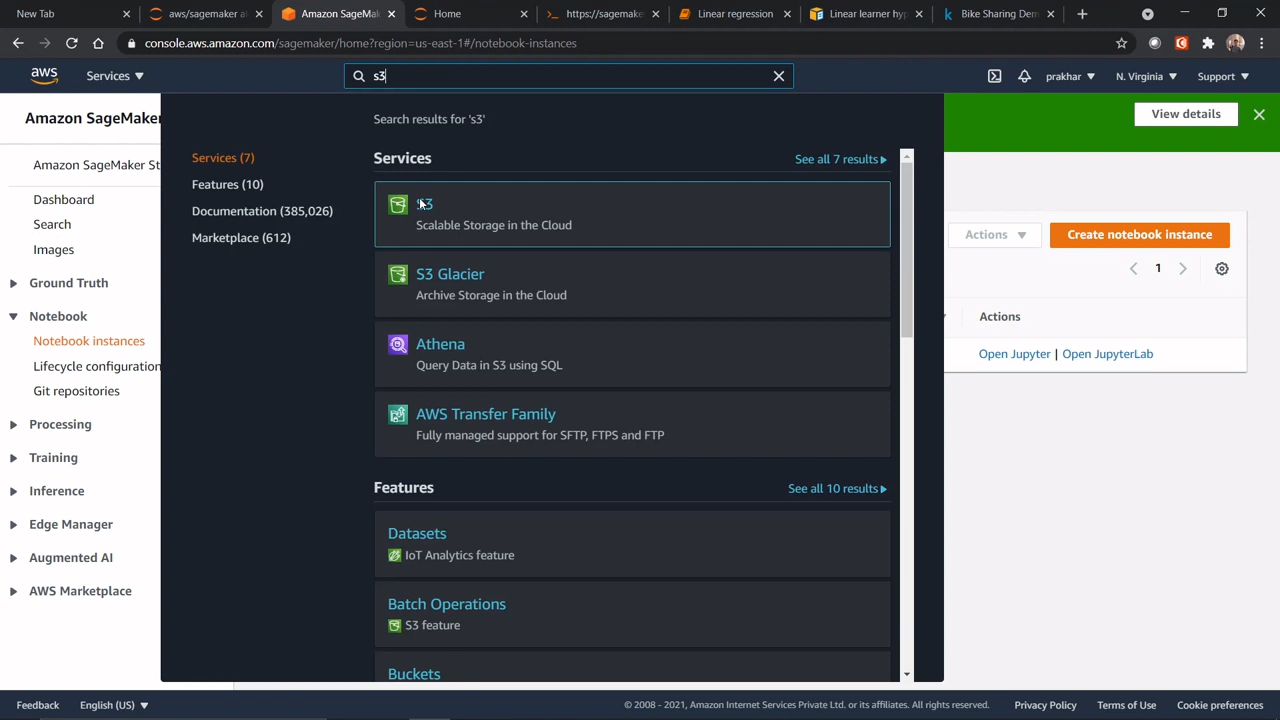 New Tab
aws/sagemaker a
Amazon SageMa
Home
https://sagemake
Linear regression
Linear learner hyp
Bike Sharing Dem
console.aws.amazon.com/sagemaker/home?region=us-east-1#/notebook-instances
aws
Services
s3
prakhar
N. Virginia
Support
Amazon SageMaker
Amazon SageMaker St
Dashboard
Search
Images
Ground Truth
Notebook
Notebook instances
Lifecycle configuration
Git repositories
Processing
Training
Inference
Edge Manager
Augmented AI
AWS Marketplace
Search results for 's3'
Services (7)
Features (10)
Documentation (385,026)
Marketplace (612)
Services
See all 7 results
S3
Scalable Storage in the Cloud
S3 Glacier
Archive Storage in the Cloud
Athena
Query Data in S3 using SQL
AWS Transfer Family
Fully managed support for SFTP, FTPS and FTP
Features
See all 10 results
Datasets
IoT Analytics feature
Batch Operations
S3 feature
Buckets
View details
Actions
Create notebook instance
1
Actions
Open Jupyter | Open JupyterLab
Feedback
English (US)
© 2008 - 2021, Amazon Internet Services Private Ltd. or its affiliates. All rights reserved.
Privacy Policy
Terms of Use
Cookie preferences